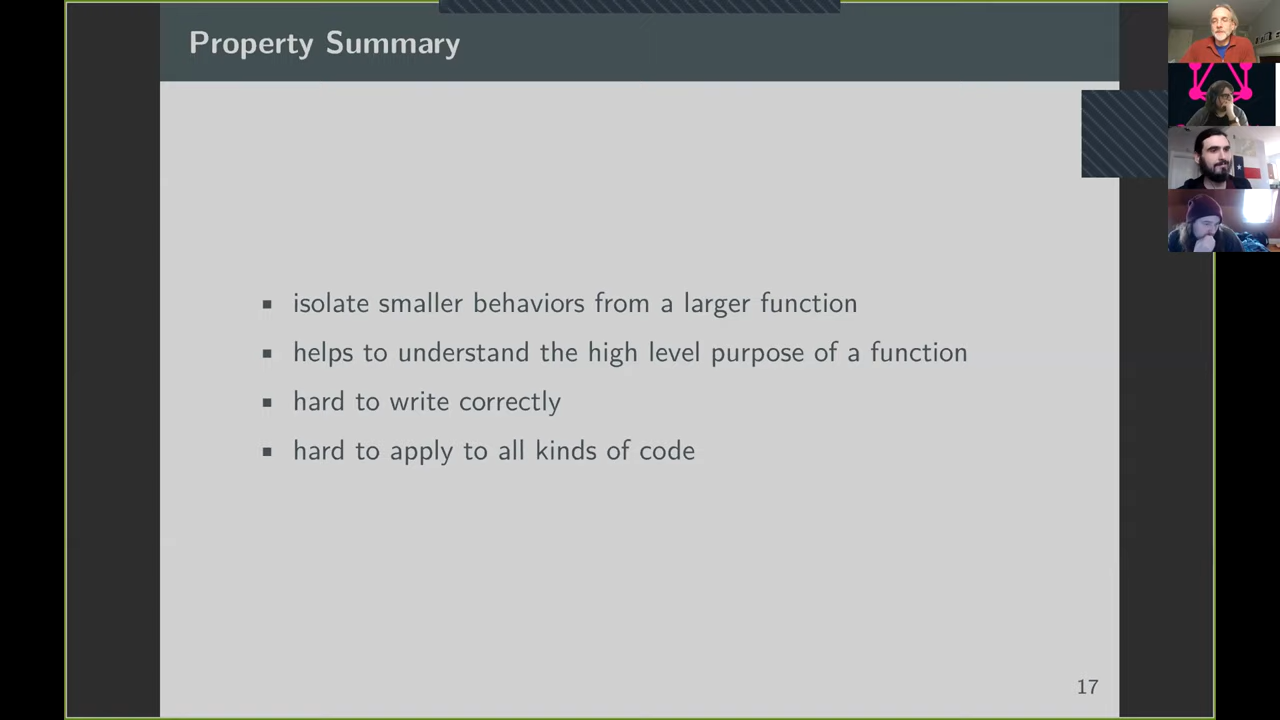 Property Summary
isolate smaller behaviors from a larger function
helps to understand the high level purpose of a function
hard to write correctly
hard to apply to all kinds of code
17